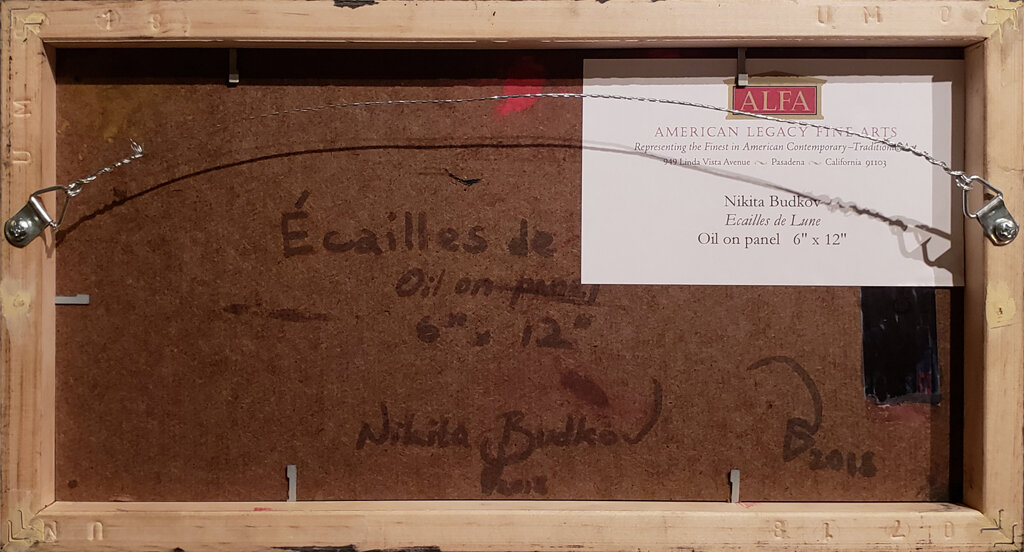 ALFA
AMERICAN LEGACY FINE ARTS
Representing the Finest in American Contemporary–Traditional Art
949 Linda Vista Avenue ~ Pasadena ~ California 91103
Nikita Budkov
Ecailles de Lune
Oil on panel 6" x 12"
Écailles de
Oil on panel
6" x 12"
Nikita Budkov
2018
B 2018